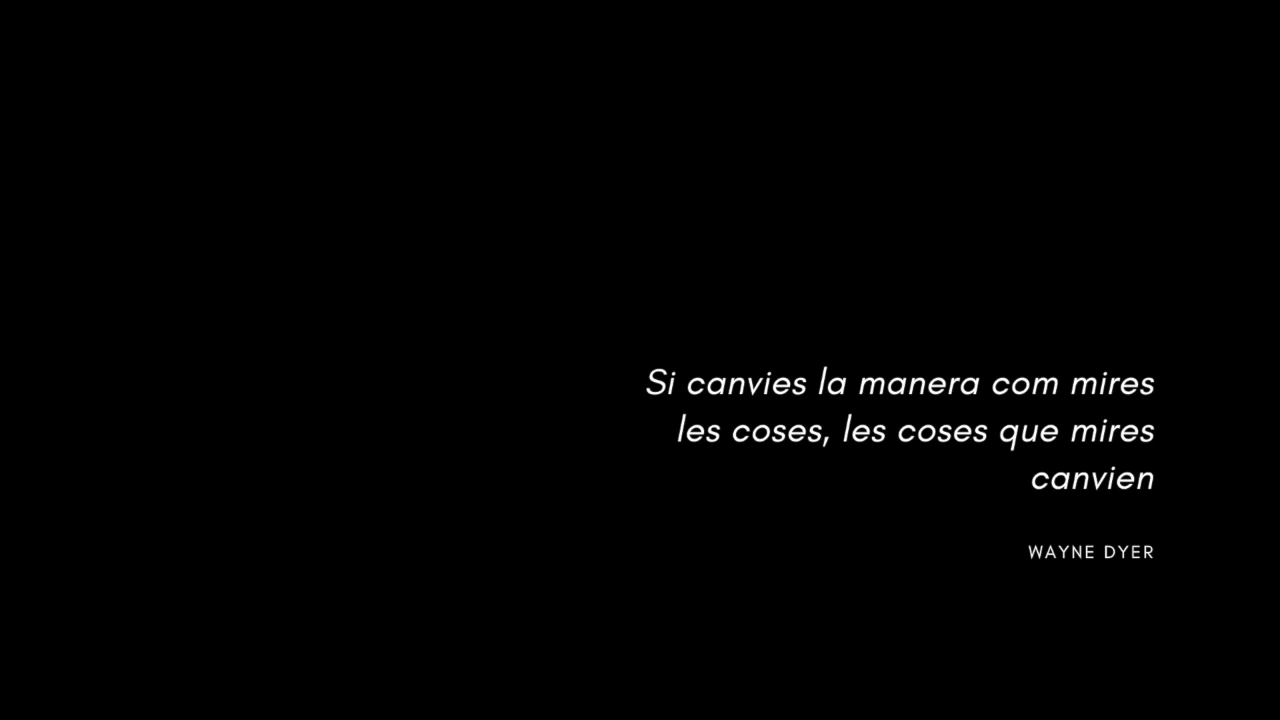 Si canvies la manera com mires
les coses, les coses que mires
canvien
WAYNE DYER